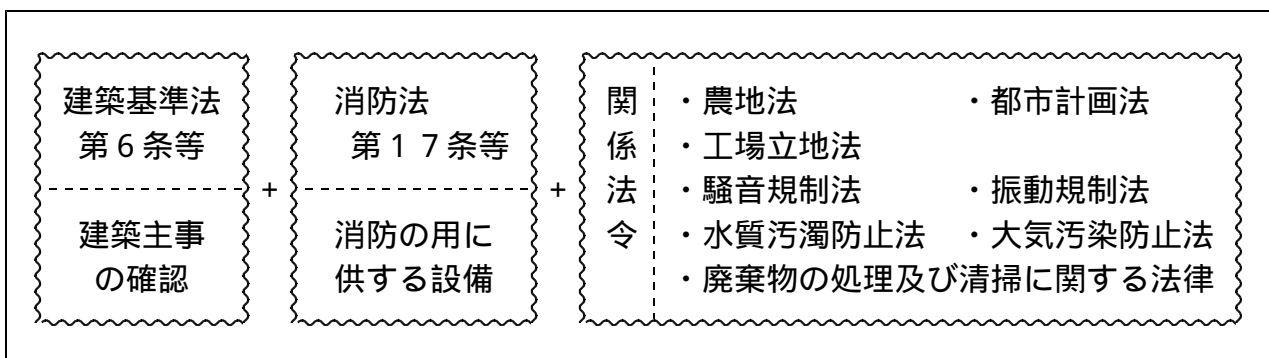 建築基準法
第6条等
建築主事
の確認
+
消防法
第17条等
消防の用に
供する設備
+
関係法令
・農地法 ・都市計画法
・工場立地法
・騒音規制法 ・振動規制法
・水質汚濁防止法 ・大気汚染防止法
・廃棄物の処理及び清掃に関する法律